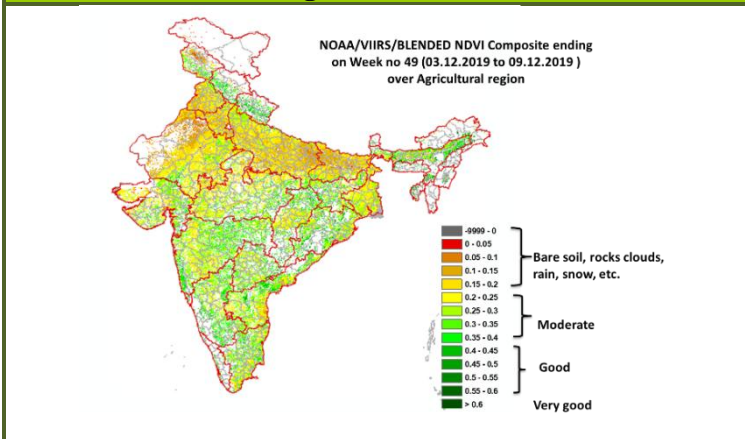 NOAA/VIIRS/BLENDED NDVI Composite ending
on Week no 49 (03.12.2019 to 09.12.2019 )
over Agricultural region
-9999 - 0
0 - 0.05
0.05 - 0.1
0.1 - 0.15
0.15 - 0.2
0.2 - 0.25
0.25 - 0.3
0.3 - 0.35
0.35 - 0.4
0.4 - 0.45
0.45 - 0.5
0.5 - 0.55
0.55 - 0.6
> 0.6
Bare soil, rocks clouds,
rain, snow, etc.
Moderate
Good
Very good